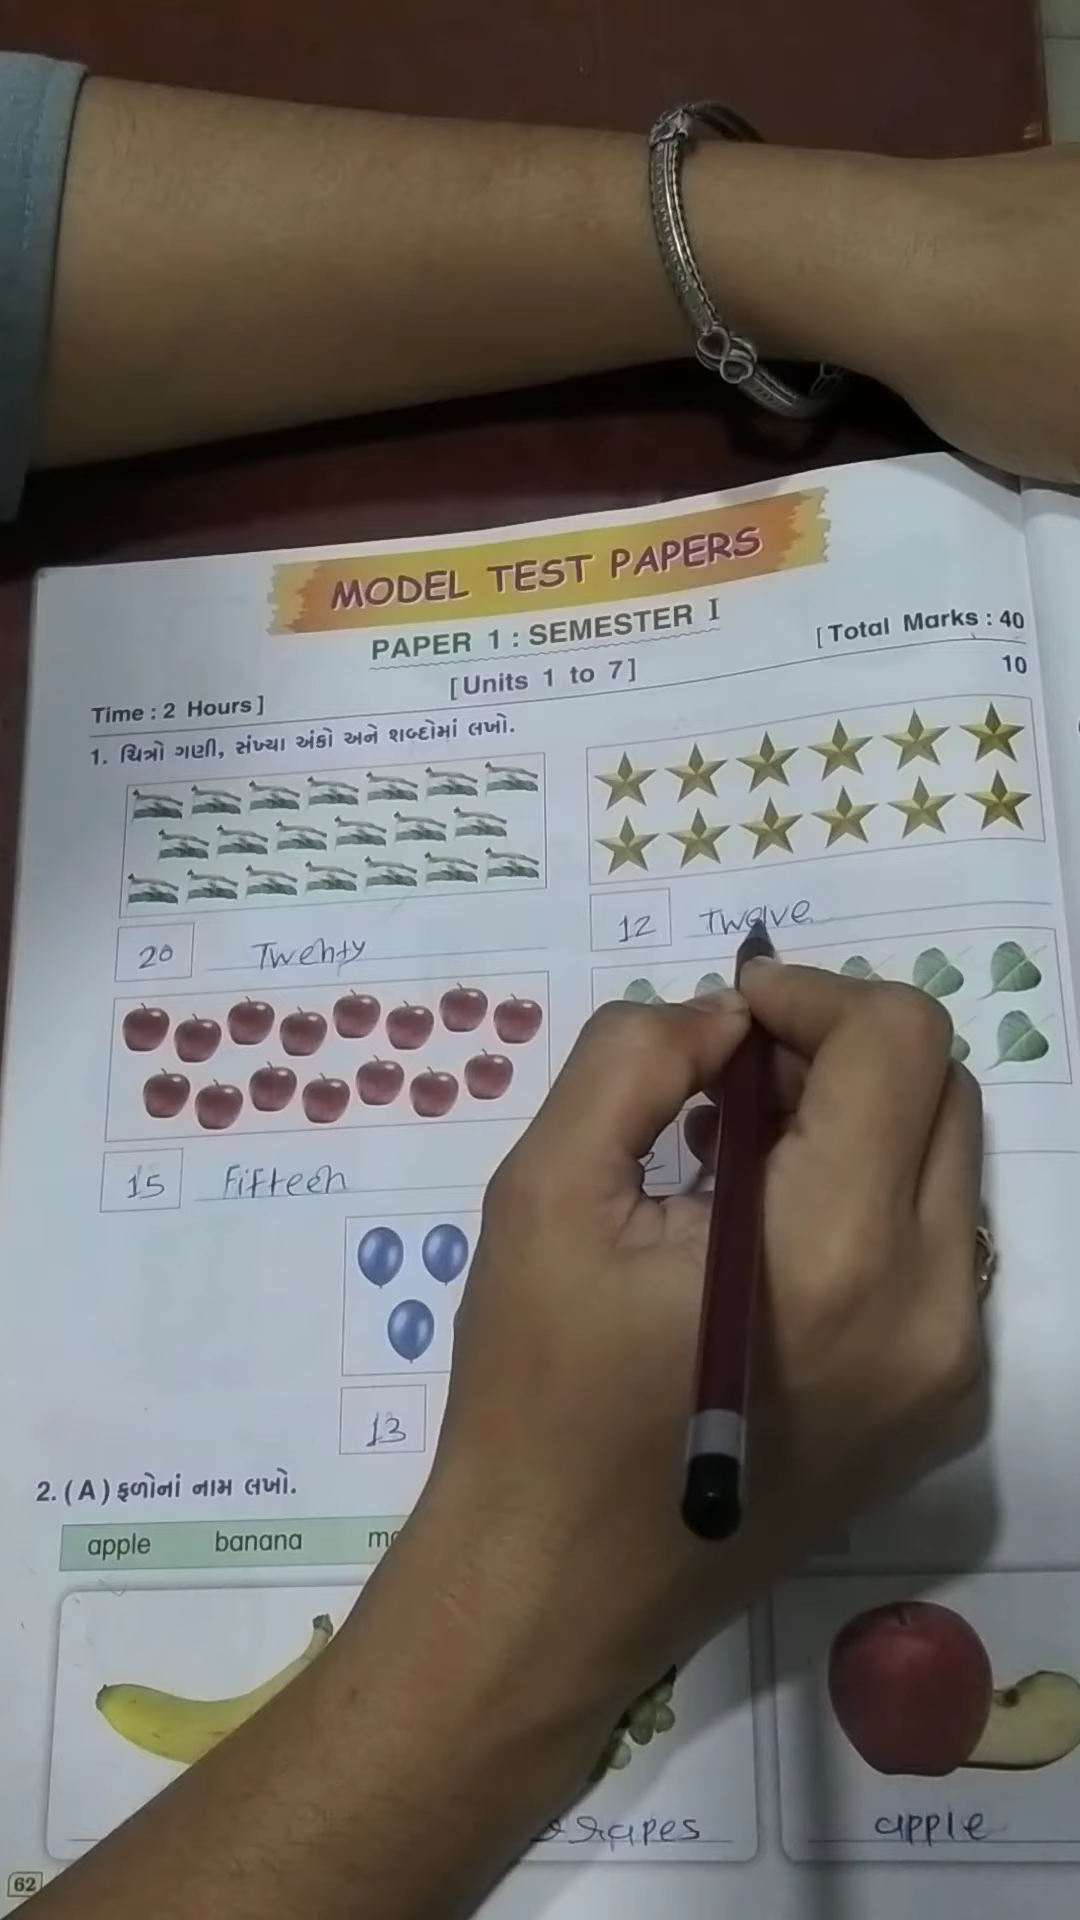 MODEL TEST PAPERS
PAPER 1 : SEMESTER I
[ Units 1 to 7 ]
Time : 2 Hours ]
[ Total Marks : 40
1. ચિત્રો ગણી, સંખ્યા અંકો અને શબ્દોમાં લખો.
10
20 Twenty
12 Twelve
15 Fifteen
2
13
2. ( A ) ફળોનાં નામ લખો.
apple banana
grapes
apple
62